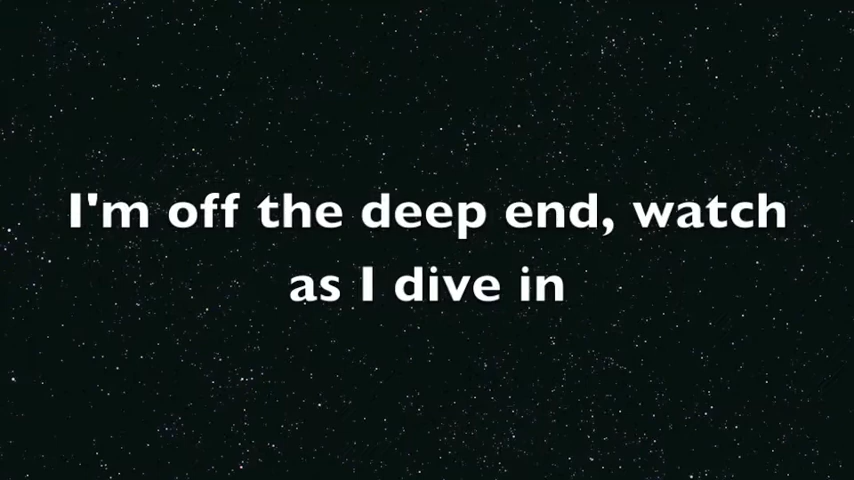 I'm off the deep end, watch
as I dive in